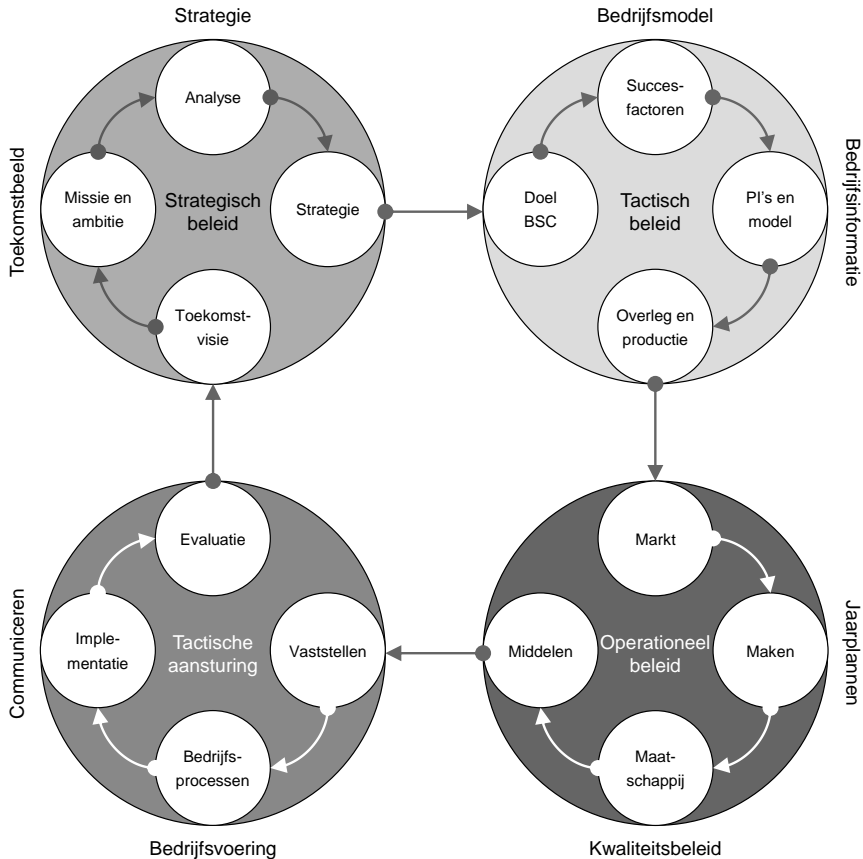 Strategie
Bedrijfsmodel
Toekomstbeeld
Analyse
Missie en
ambitie
Strategisch
beleid
Strategie
Toekomst-
visie
Succes-
factoren
Doel
BSC
Tactisch
beleid
PI's en
model
Overleg en
productie
Bedrijfsinformatie
Communiceren
Evaluatie
Imple-
mentatie
Tactische
aansturing
Vaststellen
Bedrijfs-
processen
Markt
Middelen
Operationeel
beleid
Maken
Maat-
schappij
Jaarplannen
Bedrijfsvoering
Kwaliteitsbeleid